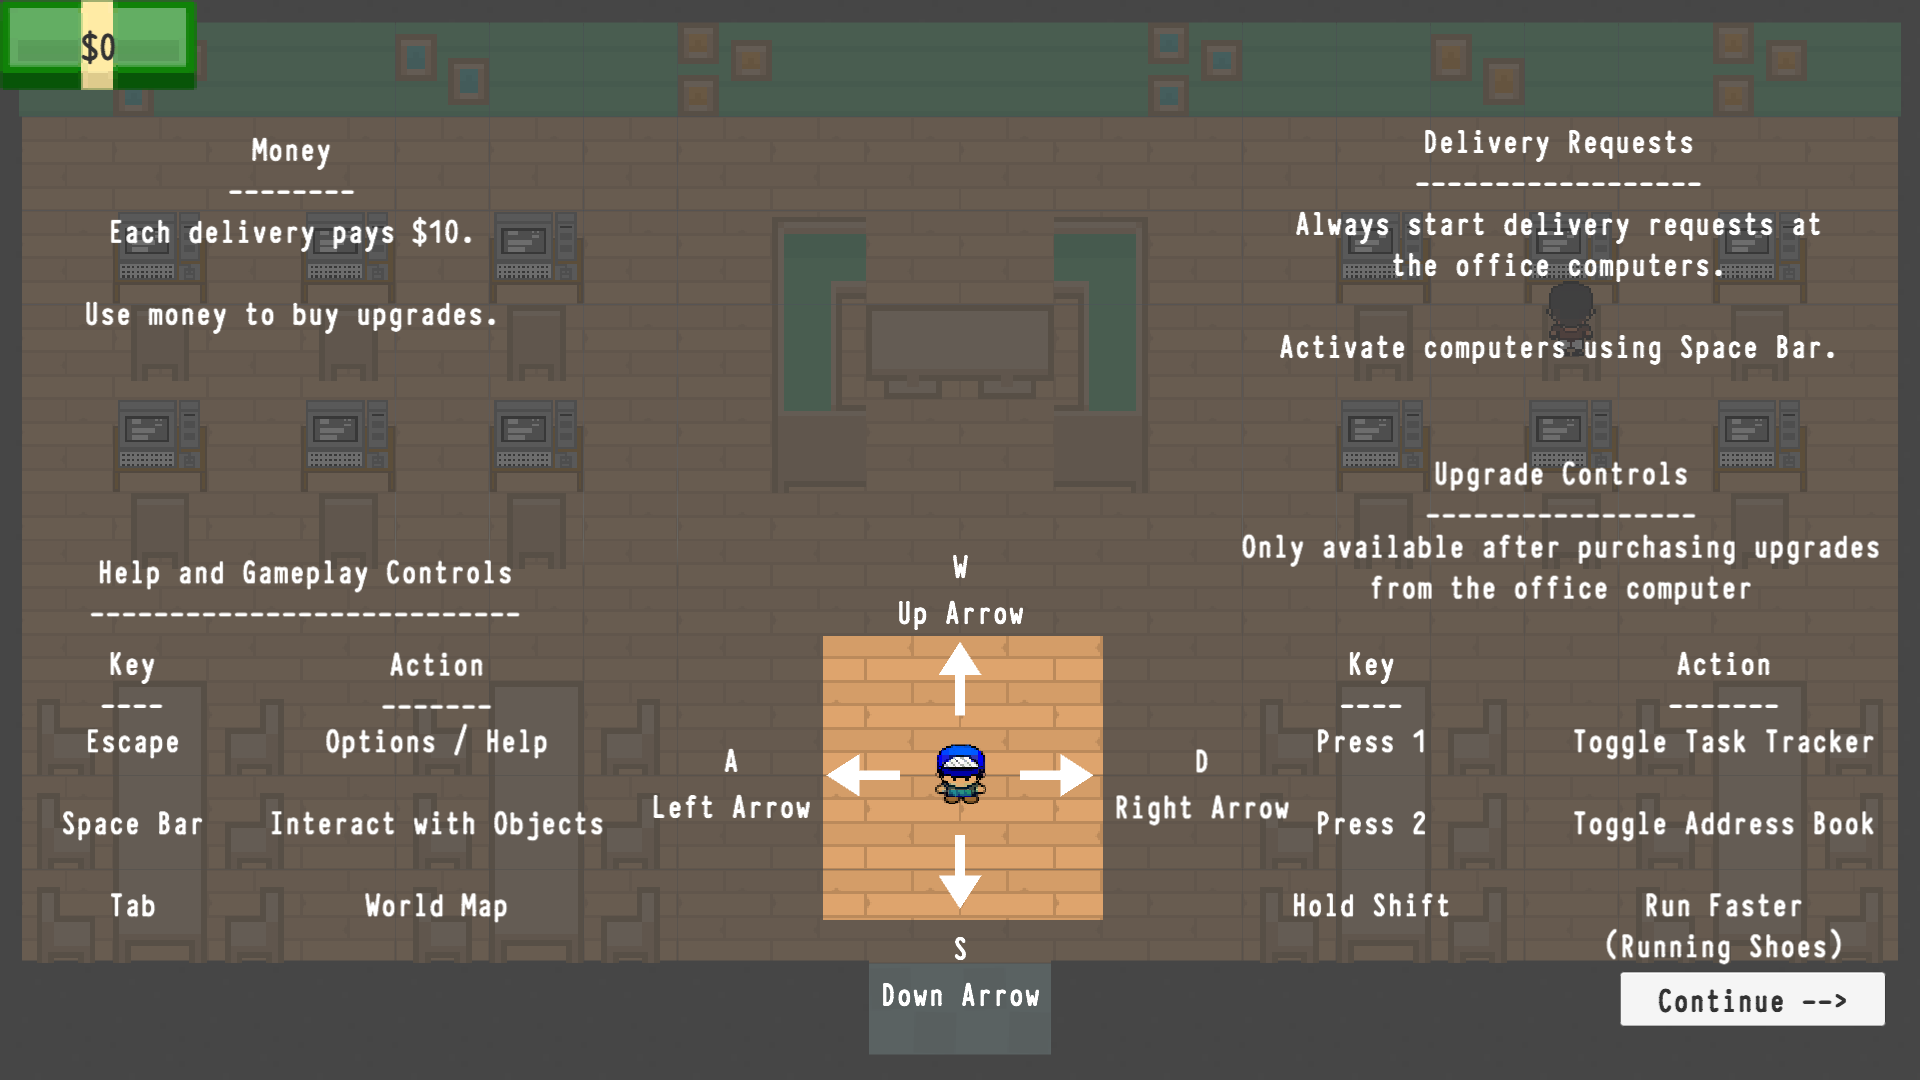 $0
Money
--------
Each delivery pays $10.
Use money to buy upgrades.
Delivery Requests
------------------
Always start delivery requests at
the office computers.
Activate computers using Space Bar.
Help and Gameplay Controls
---------------------------
Key Action
---- -------
Escape Options / Help
Space Bar Interact with Objects
Tab World Map
W
Up Arrow
A
Left Arrow
D
Right Arrow
S
Down Arrow
Upgrade Controls
-----------------
Only available after purchasing upgrades
from the office computer
Key Action
---- -------
Press 1 Toggle Task Tracker
Press 2 Toggle Address Book
Hold Shift Run Faster
(Running Shoes)
Continue -->